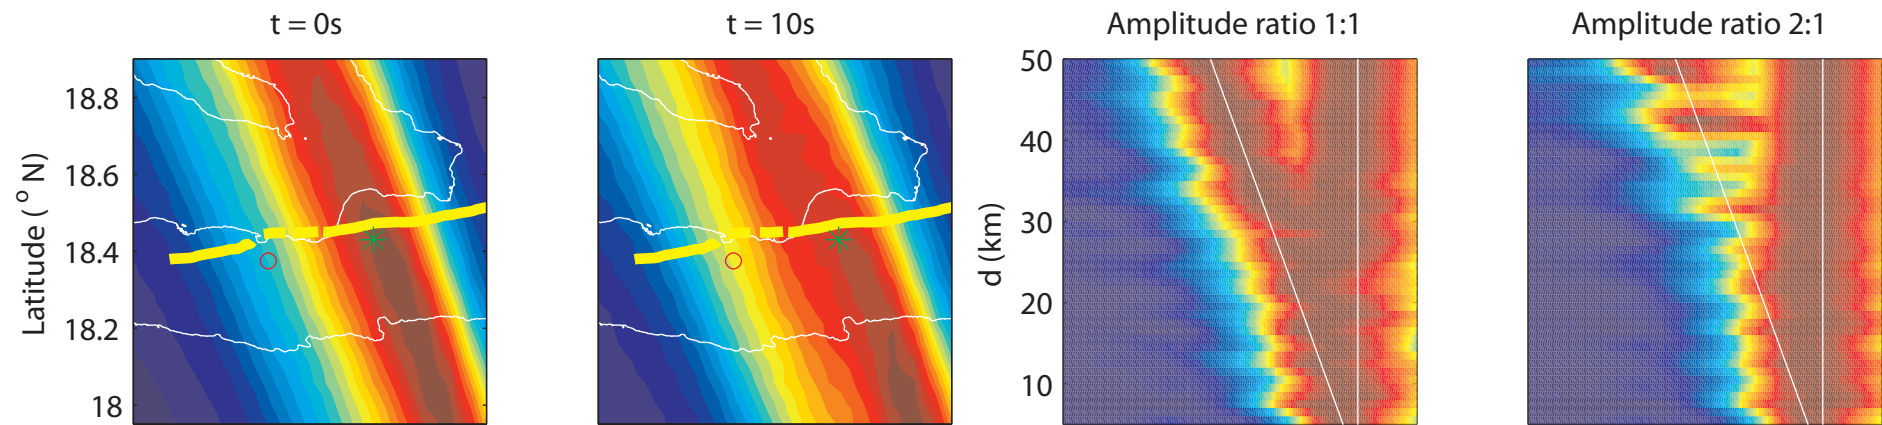 t = 0s
t = 10s
Amplitude ratio 1:1
Amplitude ratio 2:1
Latitude ( ° N)
18.8
18.6
18.4
18.2
18
d (km)
50
40
30
20
10